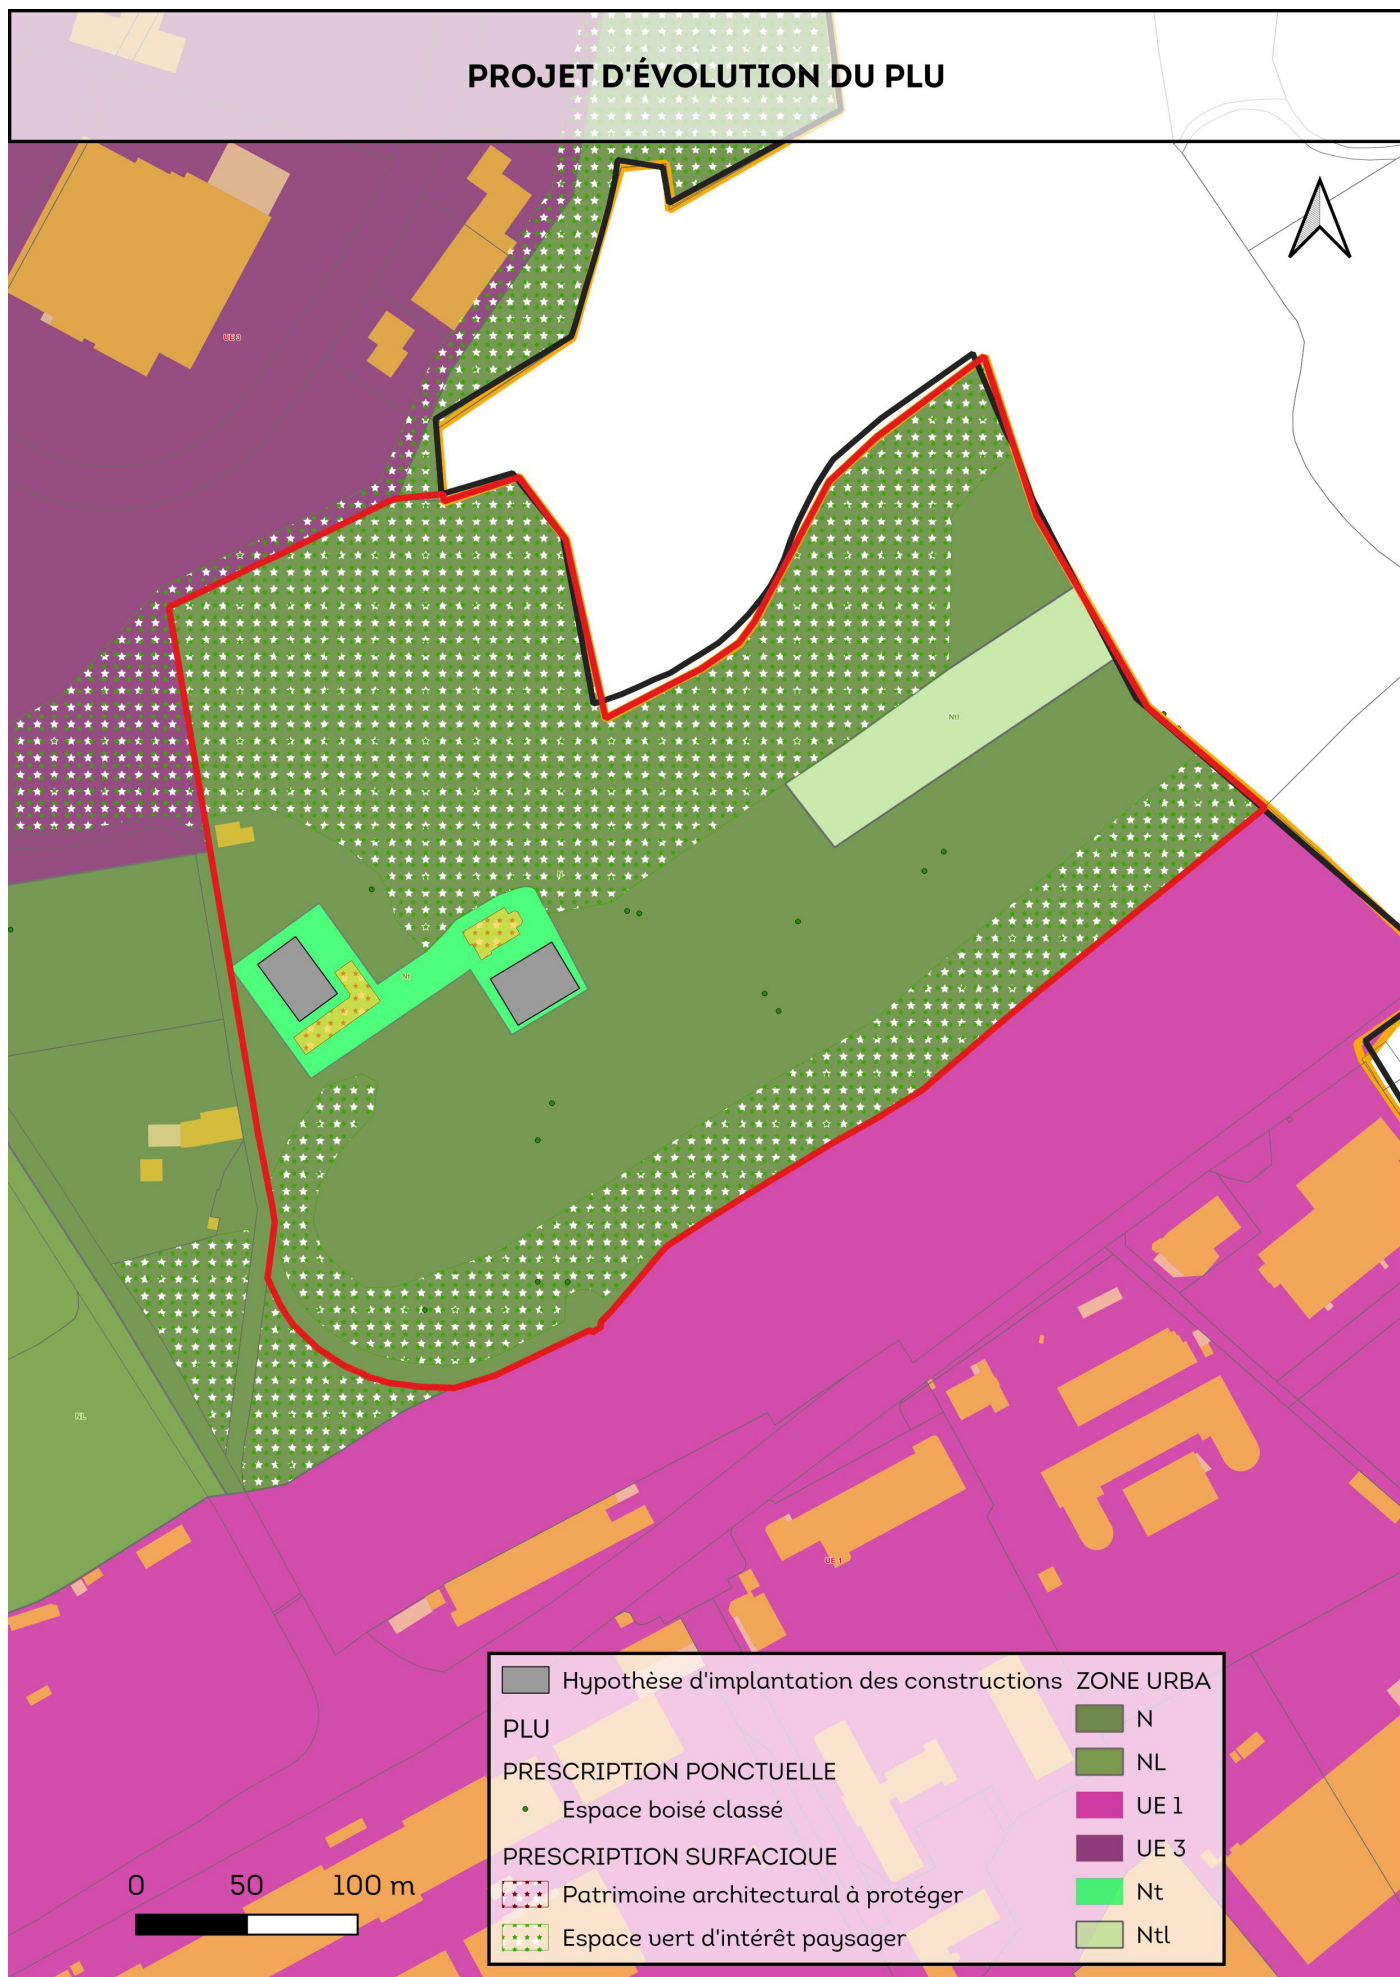 PROJET D'ÉVOLUTION DU PLU
UE 3
Ntl
N
Nt
NL
UE 1
Hypothèse d'implantation des constructions
PLU
PRESCRIPTION PONCTUELLE
Espace boisé classé
PRESCRIPTION SURFACIQUE
Patrimoine architectural à protéger
Espace vert d'intérêt paysager
ZONE URBA
N
NL
UE 1
UE 3
Nt
Ntl
0 50 100 m